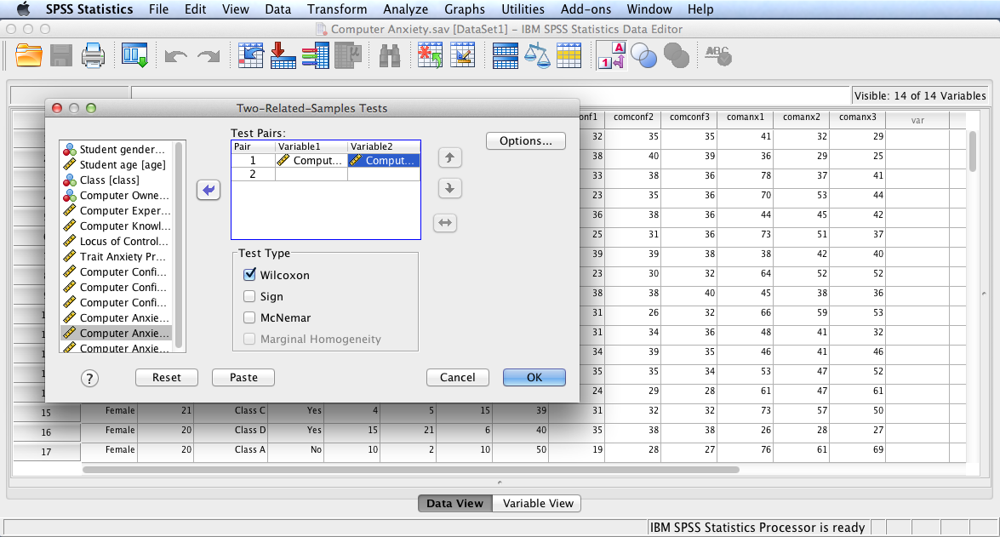 SPSS Statistics File Edit View Data Transform Analyze Graphs Utilities Add-ons Window Help
Computer Anxiety.sav [DataSet1] – IBM SPSS Statistics Data Editor
A
1
ABC
Visible: 14 of 14 Variables
Two-Related-Samples Tests
Student gender...
Student age [age]
Class [class]
Computer Owne...
Computer Exper...
Computer Knowl...
Locus of Control...
Trait Anxiety Pr...
Computer Confi...
Computer Confi...
Computer Confi...
Computer Anxie...
Computer Anxie...
Computer Anxie...
Test Pairs:
Pair Variable1 Variable2
1 Comput... Comput...
2
Options...
Test Type
Wilcoxon
Sign
McNemar
Marginal Homogeneity
? Reset Paste Cancel OK
onf1 comconf2 comconf3 comanx1 comanx2 comanx3 var
32 35 35 41 32 29
38 40 39 36 29 25
33 38 36 78 37 41
23 35 36 70 53 44
36 38 36 44 45 42
25 31 36 73 51 37
39 39 38 38 42 40
23 30 32 64 52 52
38 38 40 45 38 36
31 26 32 66 59 53
31 34 36 48 41 32
34 39 35 46 41 46
35 35 34 53 47 52
24 29 28 61 47 61
15 Female 21 Class C Yes 4 5 15 39 31 32 32 73 57 50
16 Female 20 Class D Yes 15 21 6 40 35 38 38 26 28 27
17 Female 20 Class A No 10 2 10 50 19 28 27 76 61 69
Data View Variable View
IBM SPSS Statistics Processor is ready